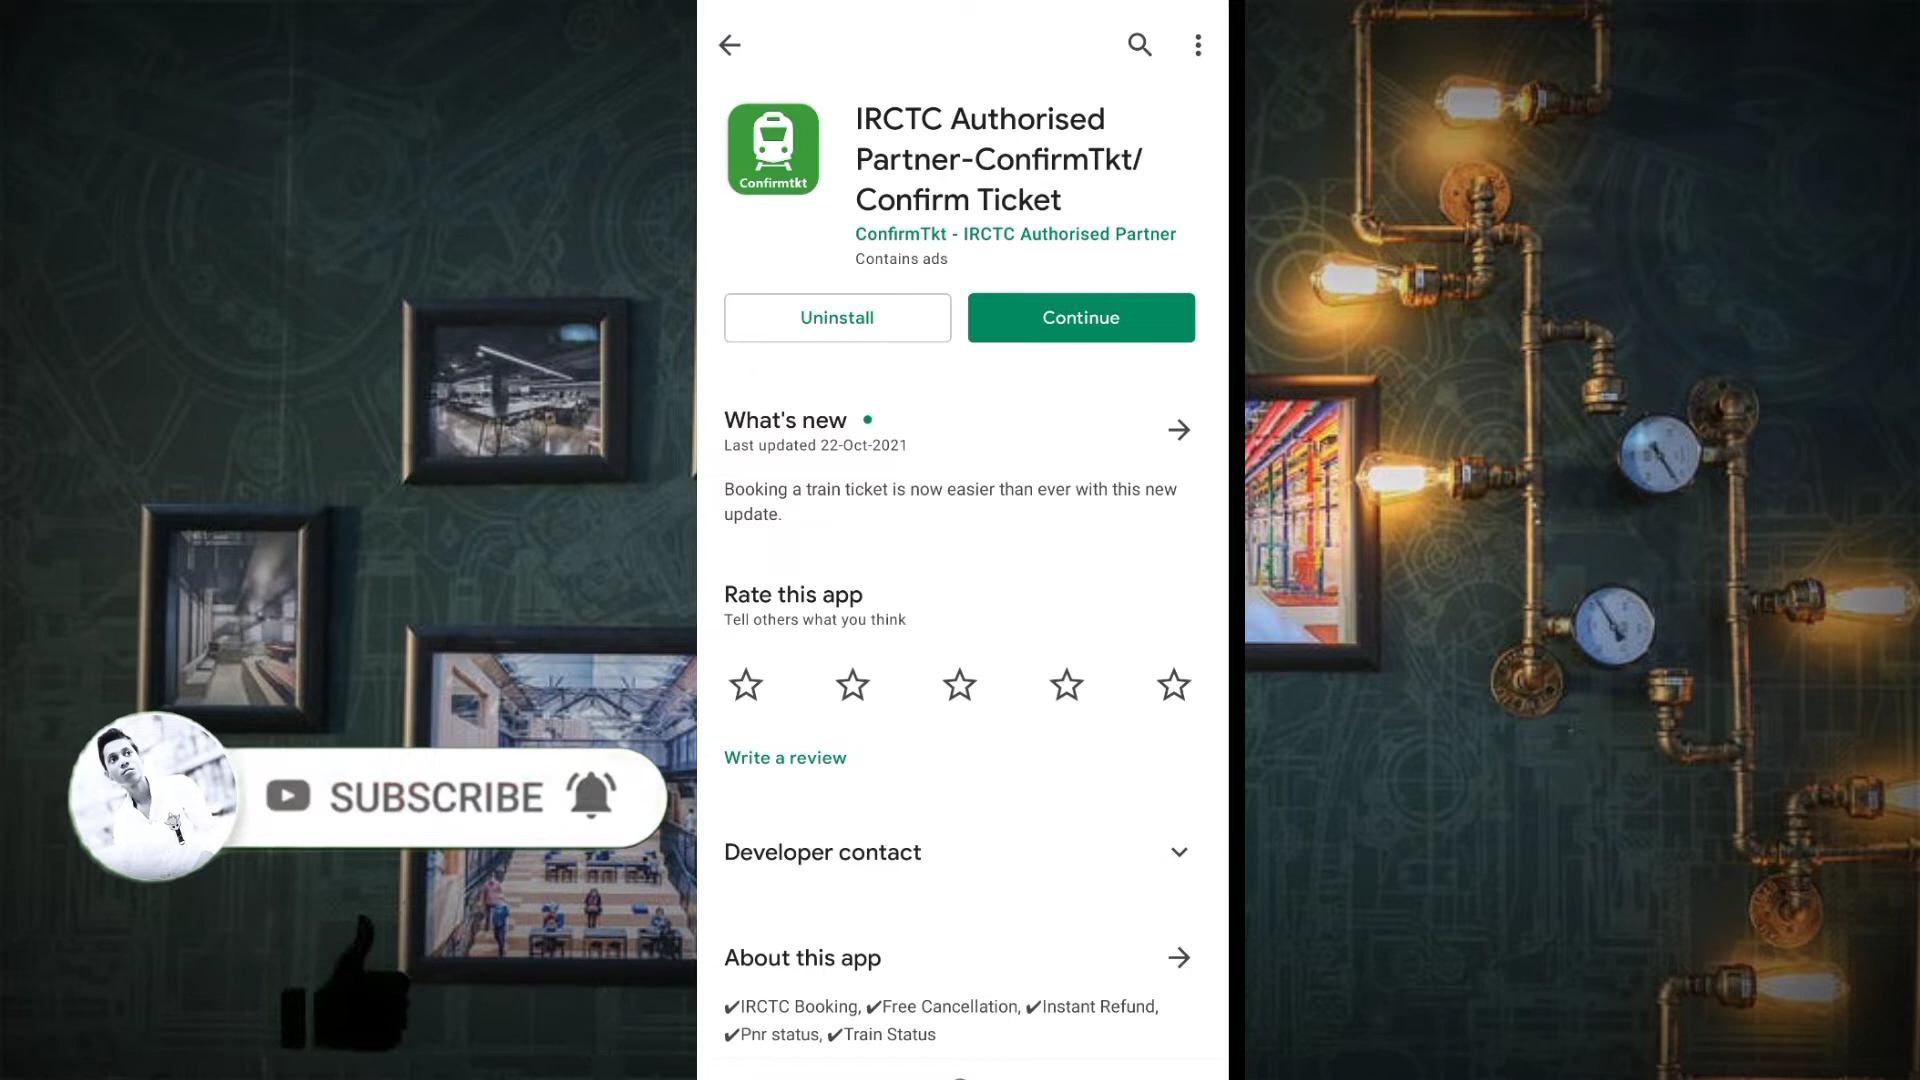 IRCTC Authorised
Partner-ConfirmTkt/
Confirm Ticket
Confirmtkt
ConfirmTkt - IRCTC Authorised Partner
Contains ads
Uninstall
Continue
What's new
Last updated 22-Oct-2021
Booking a train ticket is now easier than ever with this new
update.
Rate this app
Tell others what you think
Write a review
SUBSCRIBE
Developer contact
About this app
✔IRCTC Booking, ✔Free Cancellation, ✔Instant Refund,
✔Pnr status, ✔Train Status